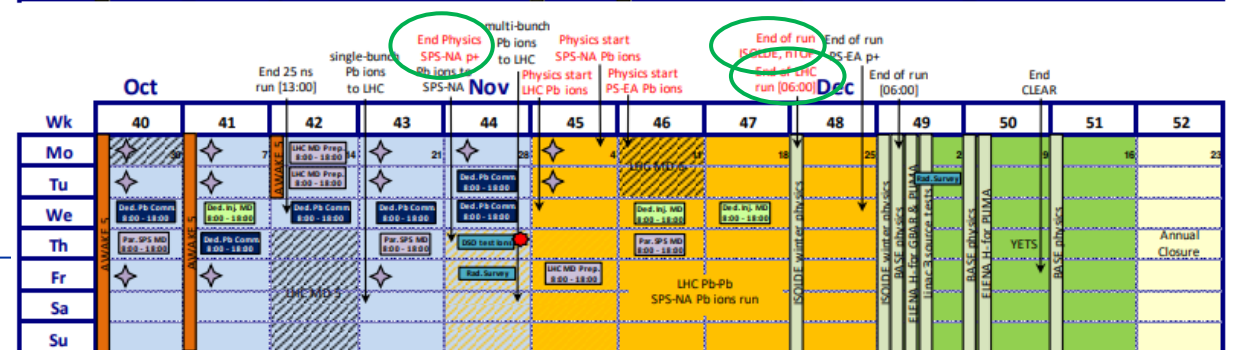 multi-bunch
End Physics
Pb ions
Physics start
End of run
End of run
SPS-NA p+
to LHC
SPS-NA Pb ions
ISOLDE, nTOF
PS-EA p+
single-bunch
Pb ions
to LHC
Pb ions to
SPS-NA
End 25 ns
run [13:00]
Physics start
LHC Pb ions
Physics start
PS-EA Pb ions
End of LHC
run [06:00]
End of run
[06:00]
End
CLEAR
Oct
Nov
Dec
Wk 40 41 42 43 44 45 46 47 48 49 50 51 52
Mo 30 7 14 21 28 4 11 18 25 2 9 16 23
LHC MD Prep.
8:00 - 18:00
LHC MD 5
Tu
LHC MD Prep.
8:00 - 18:00
Ded. Pb Comm
8:00 - 18:00
Rad. Survey
We
Ded. Pb Comm
8:00 - 18:00
Ded. Inj. MD
8:00 - 18:00
Ded. Pb Comm
8:00 - 18:00
Ded. Pb Comm
8:00 - 18:00
Ded. Pb Comm
8:00 - 18:00
Ded. Inj. MD
8:00 - 18:00
Ded. Inj. MD
8:00 - 18:00
Th
Par. SPS MD
8:00 - 18:00
Ded. Pb Comm
8:00 - 18:00
Par. SPS MD
8:00 - 18:00
DSO test
Par. SPS MD
8:00 - 18:00
YETS
Annual
Closure
Fr
Rad. Survey
LHC MD Prep.
8:00 - 18:00
LHC Pb-Pb
SPS-NA Pb ions run
Sa
LHC MD 5
Su
AWAKE 5
AWAKE 5
AWAKE 5
ISOLDE winter physics
ISOLDE winter physics
BASE physics
ELENA H- for GBAR & PUMA
Linac3 source tests
BASE physics
ELENA H- for PUMA
BASE physics